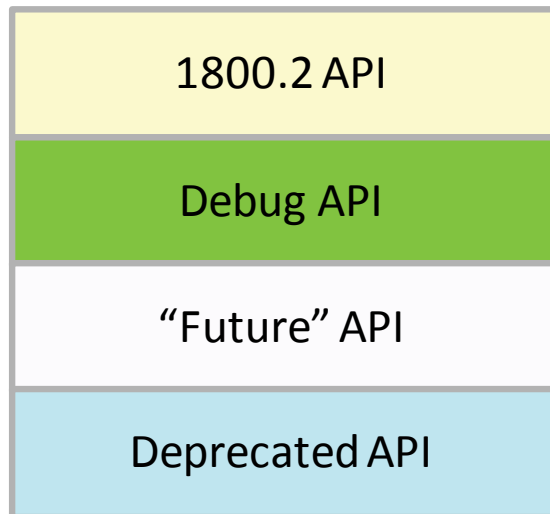 1800.2 API
Debug API
“Future” API
Deprecated API